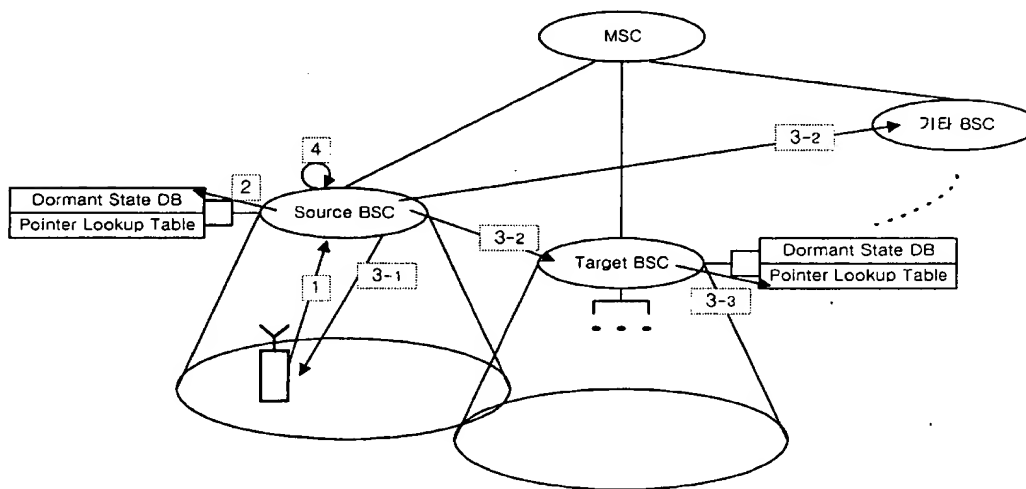 MSC
기타 BSC
3-2
4
2
Dormant State DB
Pointer Lookup Table
Source BSC
3-2
Target BSC
Dormant State DB
Pointer Lookup Table
1
3-1
3-3